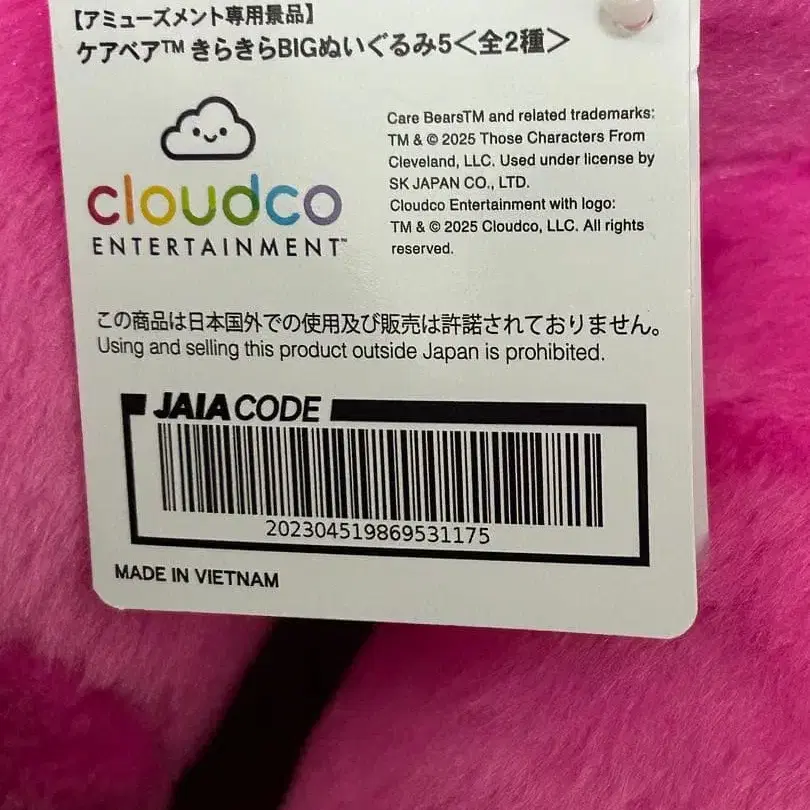 【アミューズメント専用景品】
ケアベア™ きらきらBIGぬいぐるみ5＜全2種＞
cloudco
ENTERTAINMENT™
Care BearsTM and related trademarks:
TM & © 2025 Those Characters From
Cleveland, LLC. Used under license by
SK JAPAN CO., LTD.
Cloudco Entertainment with logo:
TM & © 2025 Cloudco, LLC. All rights
reserved.
この商品は日本国外での使用及び販売は許諾されておりません。
Using and selling this product outside Japan is prohibited.
JAIA CODE
202304519869531175
MADE IN VIETNAM